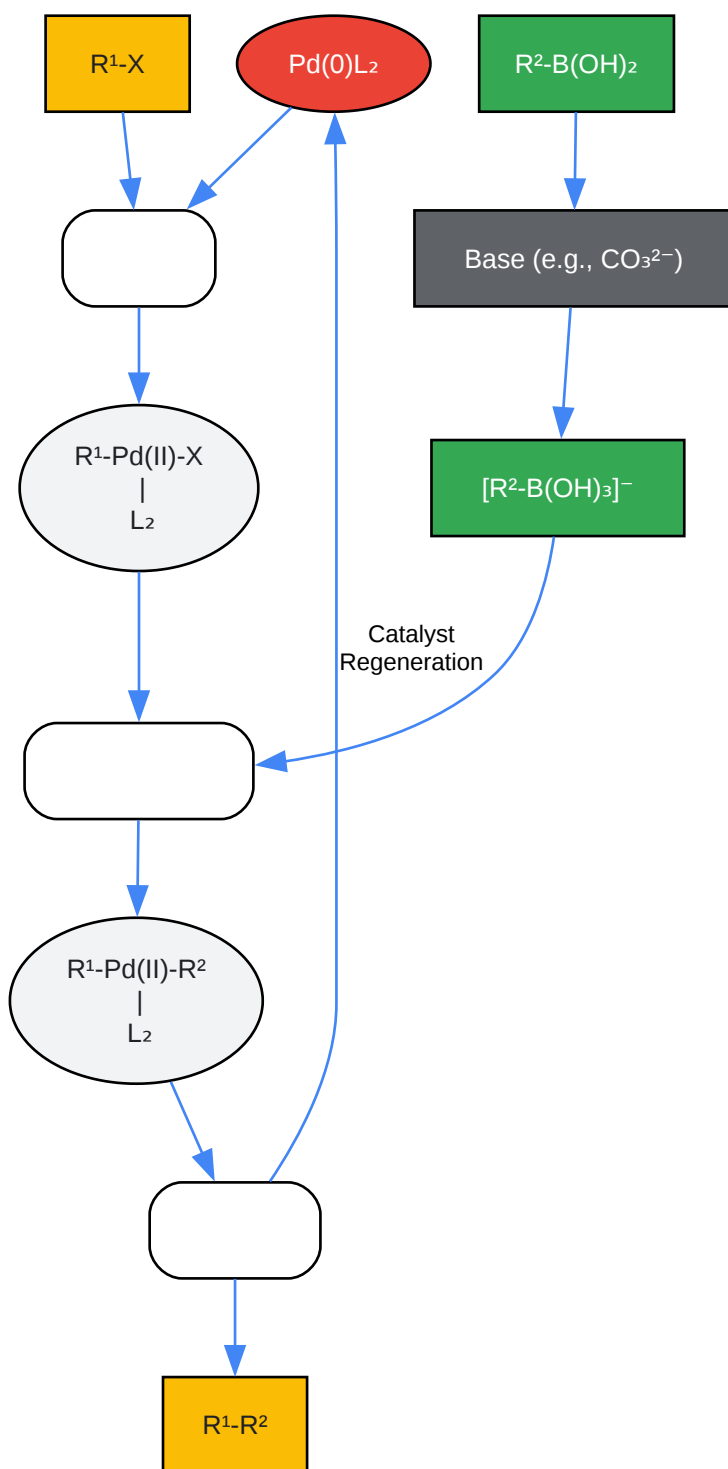 R¹-X
Pd(0)L₂
R²-B(OH)₂
Base (e.g., CO₃²⁻)
R¹-Pd(II)-X
|
L₂
[R²-B(OH)₃]⁻
Catalyst
Regeneration
R¹-Pd(II)-R²
|
L₂
R¹-R²